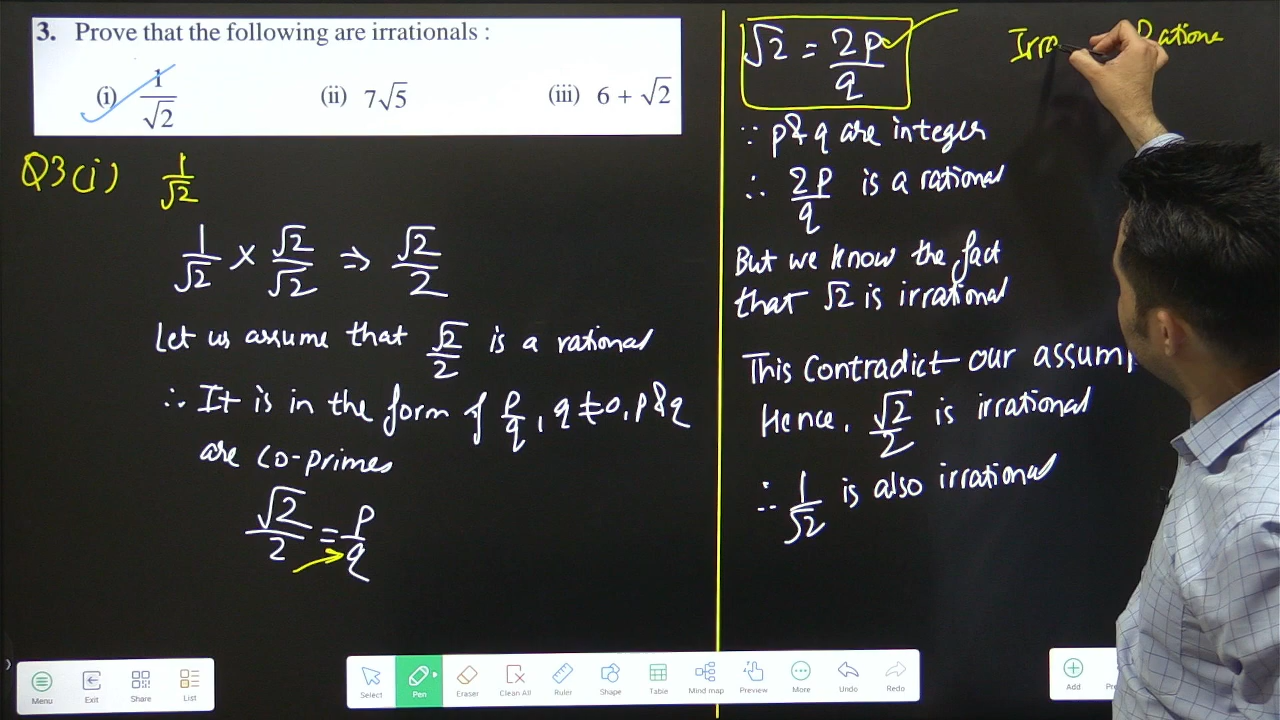 3. Prove that the following are irrationals :
(i) 1/√2 (ii) 7√5 (iii) 6 + √2
Q3(i) 1/√2
1/√2 × √2/√2 ⇒ √2/2
Let us assume that √2/2 is a rational
∴ It is in the form of p/q, q ≠ 0, p & q
are co-primes
√2/2 = p/q
√2 = 2p/q
∵ p & q are integer
∴ 2p/q is a rational
But we know the fact
that √2 is irrational
This Contradict our assump
Hence, √2/2 is irrational
∴ 1/√2 is also irrational
Irra Rationa
Menu Exit Share List
Select Pen Eraser Clean All Ruler Shape Table Mind map Preview More Undo Redo
Add Pre